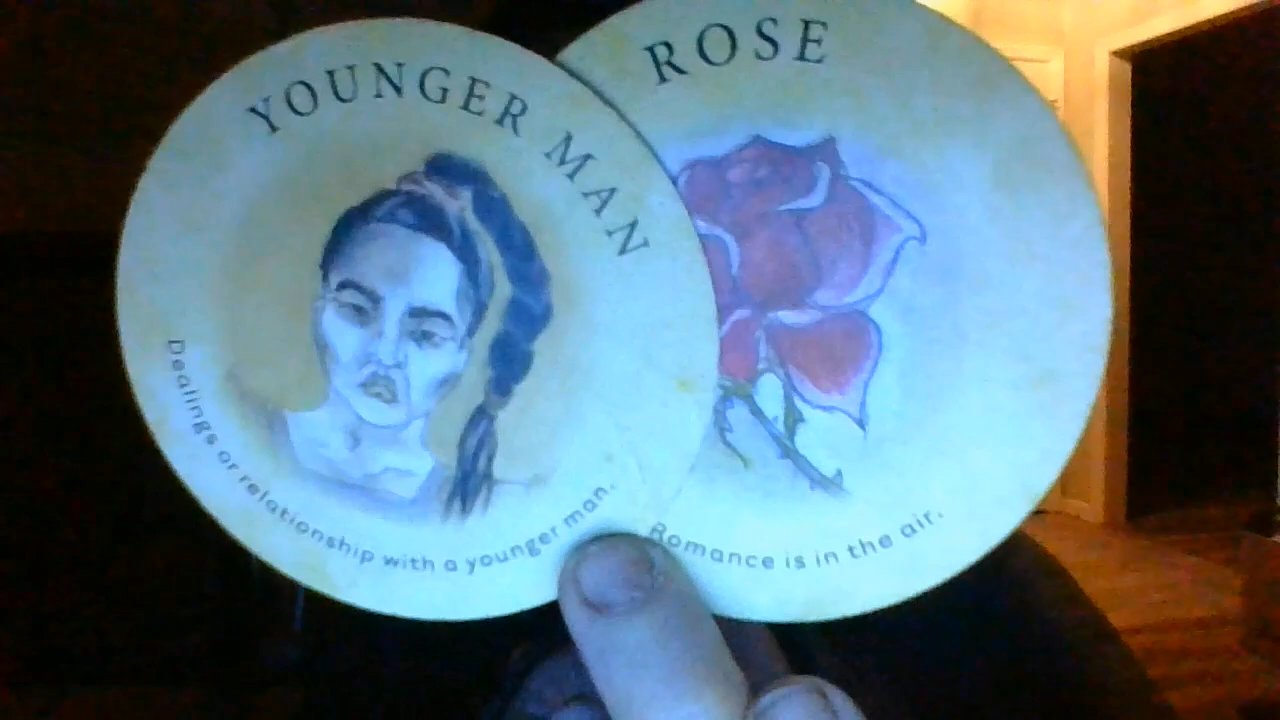 YOUNGER MAN
Dealings or relationship with a younger man.
ROSE
Romance is in the air.